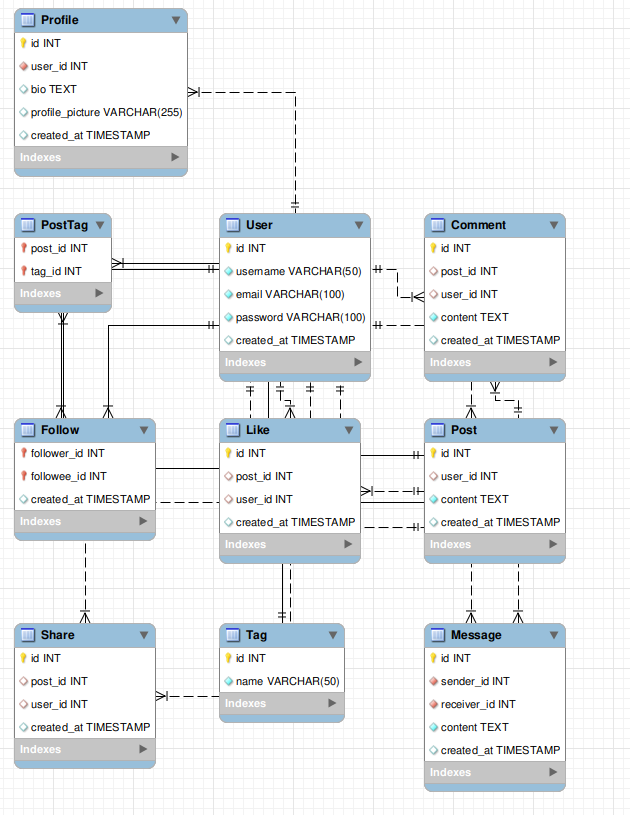 Profile
id INT
user_id INT
bio TEXT
profile_picture VARCHAR(255)
created_at TIMESTAMP
Indexes
PostTag
post_id INT
tag_id INT
Indexes
User
id INT
username VARCHAR(50)
email VARCHAR(100)
password VARCHAR(100)
created_at TIMESTAMP
Indexes
Comment
id INT
post_id INT
user_id INT
content TEXT
created_at TIMESTAMP
Indexes
Follow
follower_id INT
followee_id INT
created_at TIMESTAMP
Indexes
Like
id INT
post_id INT
user_id INT
created_at TIMESTAMP
Indexes
Post
id INT
user_id INT
content TEXT
created_at TIMESTAMP
Indexes
Share
id INT
post_id INT
user_id INT
created_at TIMESTAMP
Indexes
Tag
id INT
name VARCHAR(50)
Indexes
Message
id INT
sender_id INT
receiver_id INT
content TEXT
created_at TIMESTAMP
Indexes